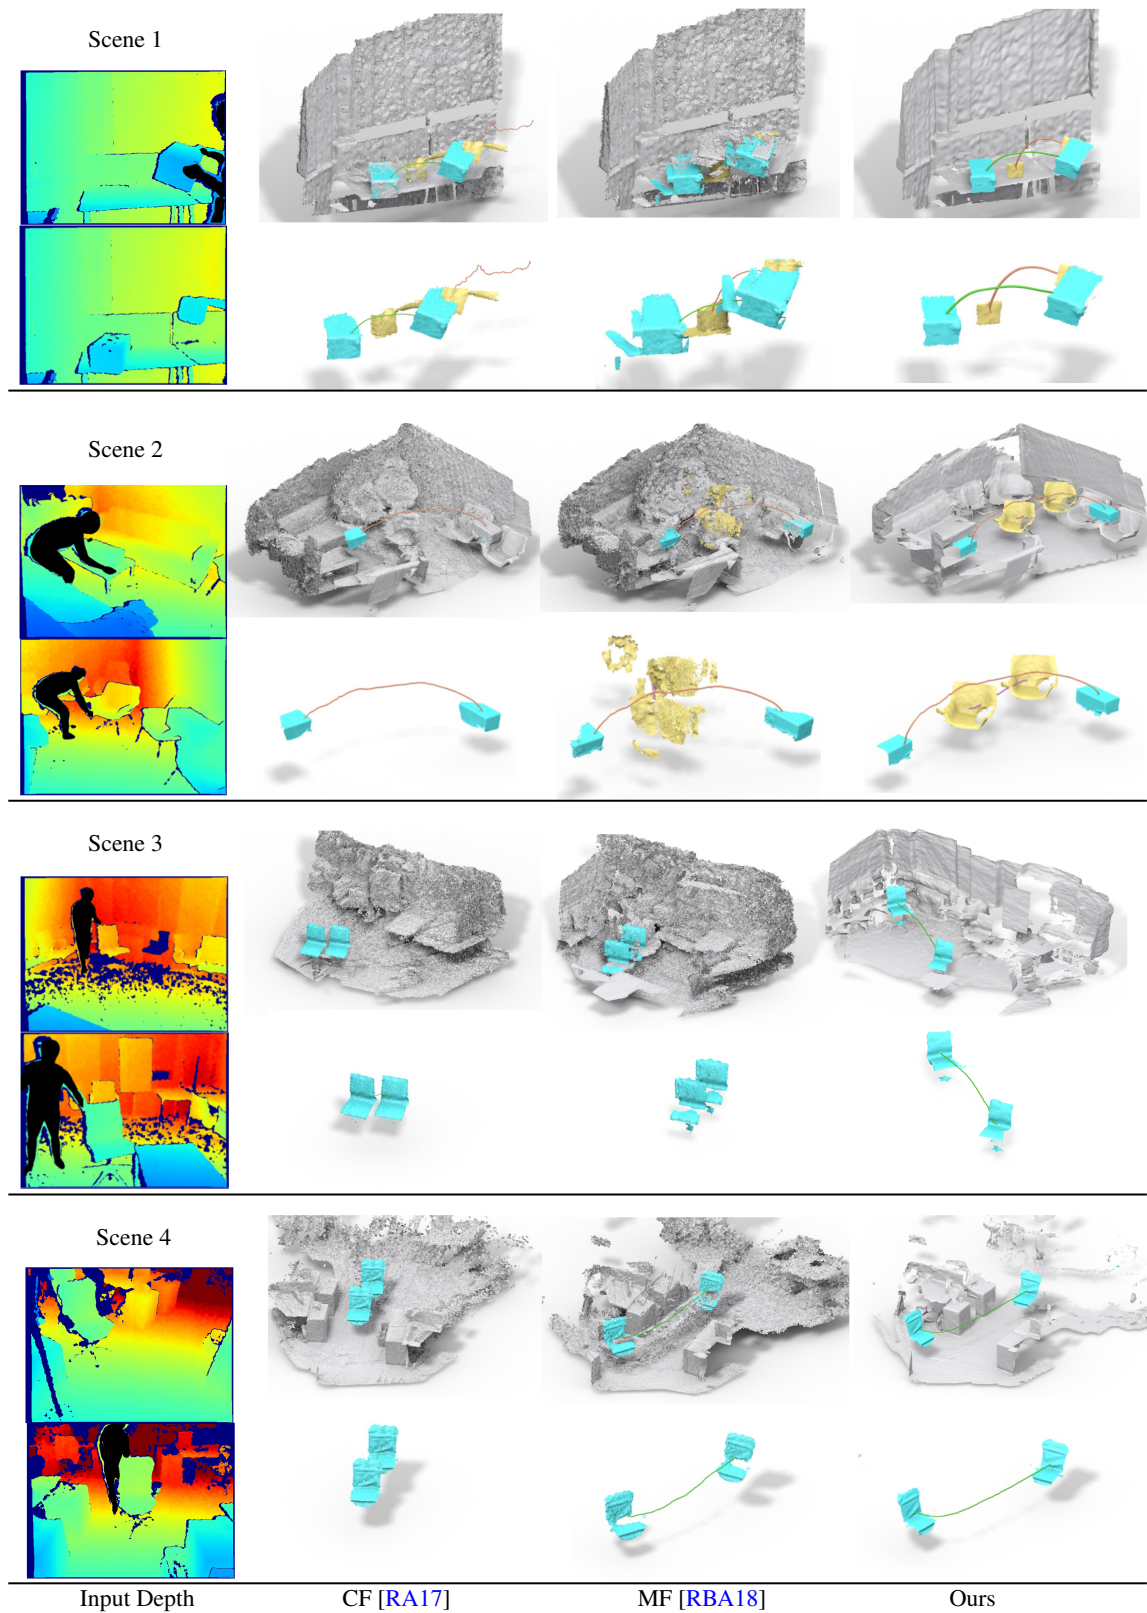 Scene 1
Scene 2
Scene 3
Scene 4
Input Depth CF [RA17] MF [RBA18] Ours